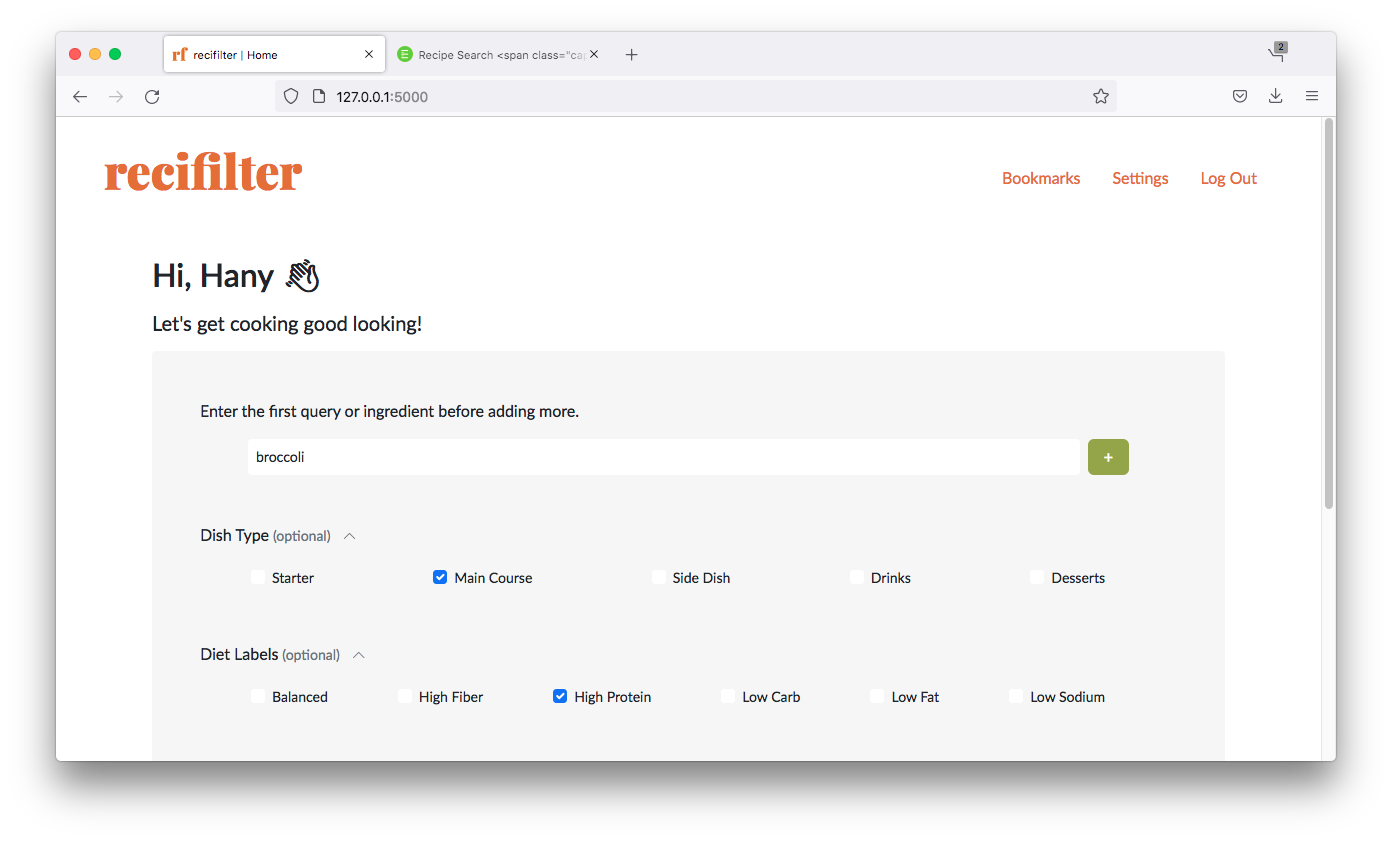 rf recifilter | Home
Recipe Search <span class="ca
2
127.0.0.1:5000
recifilter
Bookmarks Settings Log Out
Hi, Hany
Let's get cooking good looking!
Enter the first query or ingredient before adding more.
broccoli
+
Dish Type (optional)
Starter Main Course Side Dish Drinks Desserts
Diet Labels (optional)
Balanced High Fiber High Protein Low Carb Low Fat Low Sodium